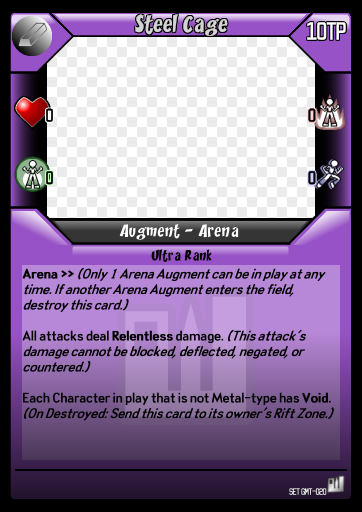 Steel Cage
10TP
0
0
0
0
Augment - Arena
Ultra Rank
Arena >> (Only 1 Arena Augment can be in play at any
time. If another Arena Augment enters the field,
destroy this card.)
All attacks deal Relentless damage. (This attack's
damage cannot be blocked, deflected, negated, or
countered.)
Each Character in play that is not Metal-type has Void.
(On Destroyed: Send this card to its owner's Rift Zone.)
SET GMT-020